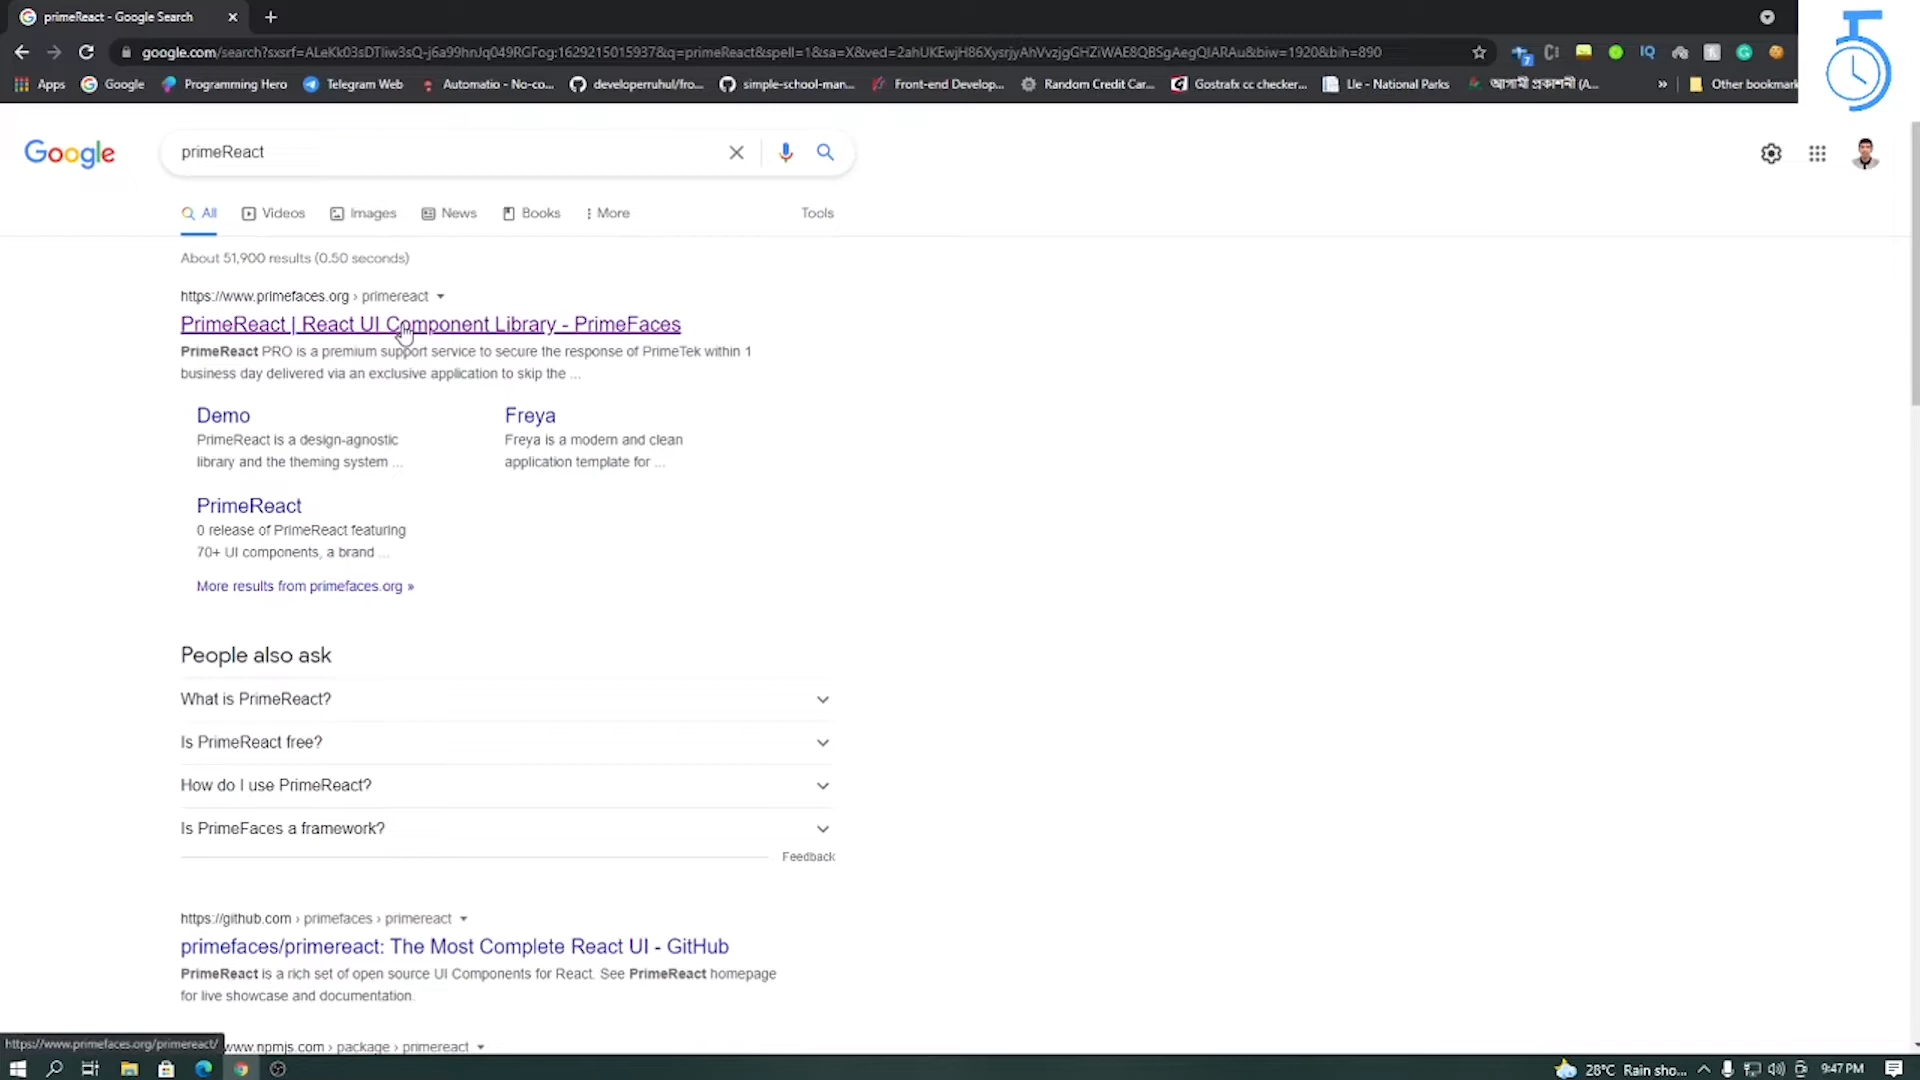 primeReact - Google Search
google.com/search?sxsrf=ALeKk03sDTliw3sQ-j6a99hnJq049RGFog:1629215015937&q=primeReact&spell=1&sa=X&ved=2ahUKEwjH86XysrjyAhVvzjgGHZiWAE8QBSgAegQIARAu&biw=1920&bih=890
Apps Google Programming Hero Telegram Web Automatio - No-co... developerruhul/fro... simple-school-man... Front-end Develop... Random Credit Car... Gostrafx cc checker... Lle - National Parks আগামী প্রকাশনী (A... » Other bookmark
Google primeReact
All Videos Images News Books More Tools
About 51,900 results (0.50 seconds)
https://www.primefaces.org › primereact
PrimeReact | React UI Component Library - PrimeFaces
PrimeReact PRO is a premium support service to secure the response of PrimeTek within 1
business day delivered via an exclusive application to skip the ...
Demo
PrimeReact is a design-agnostic
library and the theming system ...
Freya
Freya is a modern and clean
application template for ...
PrimeReact
0 release of PrimeReact featuring
70+ UI components, a brand ...
More results from primefaces.org »
People also ask
What is PrimeReact?
Is PrimeReact free?
How do I use PrimeReact?
Is PrimeFaces a framework?
Feedback
https://github.com › primefaces › primereact
primefaces/primereact: The Most Complete React UI - GitHub
PrimeReact is a rich set of open source UI Components for React. See PrimeReact homepage
for live showcase and documentation.
https://www.primefaces.org/primereact/ www.npmjs.com › package › primereact
28°C Rain sho... 9:47 PM